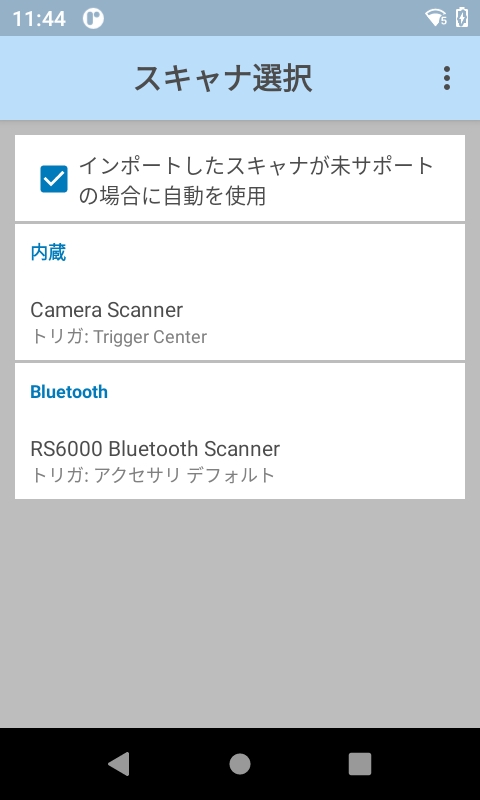 11:44
スキャナ選択
インポートしたスキャナが未サポート
の場合に自動を使用
内蔵
Camera Scanner
トリガ: Trigger Center
Bluetooth
RS6000 Bluetooth Scanner
トリガ: アクセサリ デフォルト